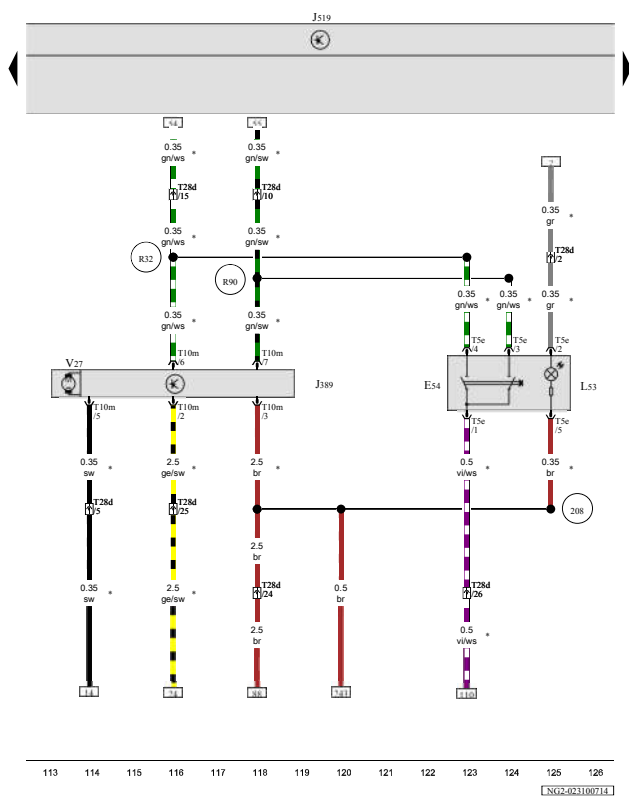 J519
0.35
gn/ws *
0.35
gn/sw *
T28d
/15
T28d
/10
0.35
gr *
0.35
gn/ws *
0.35
gn/sw *
T28d
/2
R32
R90
0.35
gn/ws *
0.35
gn/ws *
0.35
gr *
0.35
gn/ws *
0.35
gn/sw *
T5e
/4
T5e
/3
T5e
/2
T10m
/6
T10m
/7
V27
J389
E54
L53
T10m
/5
T10m
/2
T10m
/3
T5e
/1
T5e
/5
0.35
sw *
2.5
ge/sw *
2.5
br *
0.5
vi/ws *
0.35
br *
T28d
/5
T28d
/25
208
2.5
br
0.35
sw *
2.5
ge/sw *
T28d
/24
0.5
br
T28d
/26
2.5
br
0.5
vi/ws *
14
24
88
243
110
113 114 115 116 117 118 119 120 121 122 123 124 125 126
NG2-023100714